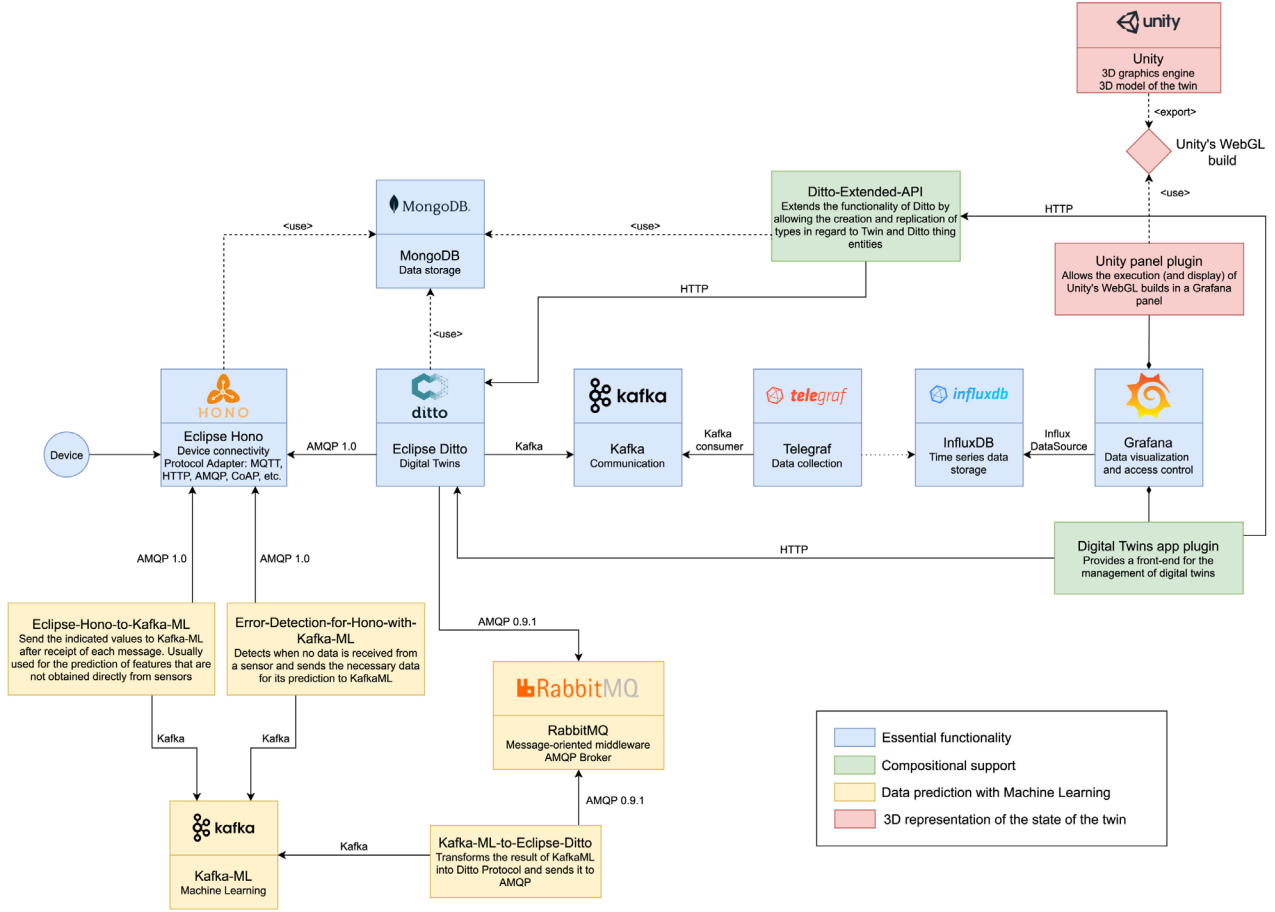 unity
Unity
3D graphics engine
3D model of the twin
<export>
Unity's WebGL
build
<use>
Ditto-Extended-API
Extends the functionality of Ditto by
allowing the creation and replication of
types in regard to Twin and Ditto thing
entities
HTTP
MongoDB.
MongoDB
Data storage
<use>
<use>
<use>
HTTP
Unity panel plugin
Allows the execution (and display) of
Unity's WebGL builds in a Grafana
panel
Device
HONO
Eclipse Hono
Device connectivity
Protocol Adapter: MQTT,
HTTP, AMQP, CoAP, etc.
AMQP 1.0
ditto
Eclipse Ditto
Digital Twins
Kafka
kafka
Kafka
Communication
Kafka
consumer
telegraf
Telegraf
Data collection
influxdb
InfluxDB
Time series data
storage
Influx
DataSource
Grafana
Data visualization
and access control
HTTP
Digital Twins app plugin
Provides a front-end for the
management of digital twins
AMQP 1.0
AMQP 1.0
Eclipse-Hono-to-Kafka-ML
Send the indicated values to Kafka-ML
after receipt of each message. Usually
used for the prediction of features that are
not obtained directly from sensors
Error-Detection-for-Hono-with-
Kafka-ML
Detects when no data is received from
a sensor and sends the necessary data
for its prediction to KafkaML
AMQP 0.9.1
RabbitMQ
RabbitMQ
Message-oriented middleware
AMQP Broker
Kafka
Kafka
AMQP 0.9.1
kafka
Kafka-ML
Machine Learning
Kafka
Kafka-ML-to-Eclipse-Ditto
Transforms the result of KafkaML
into Ditto Protocol and sends it to
AMQP
Essential functionality
Compositional support
Data prediction with Machine Learning
3D representation of the state of the twin